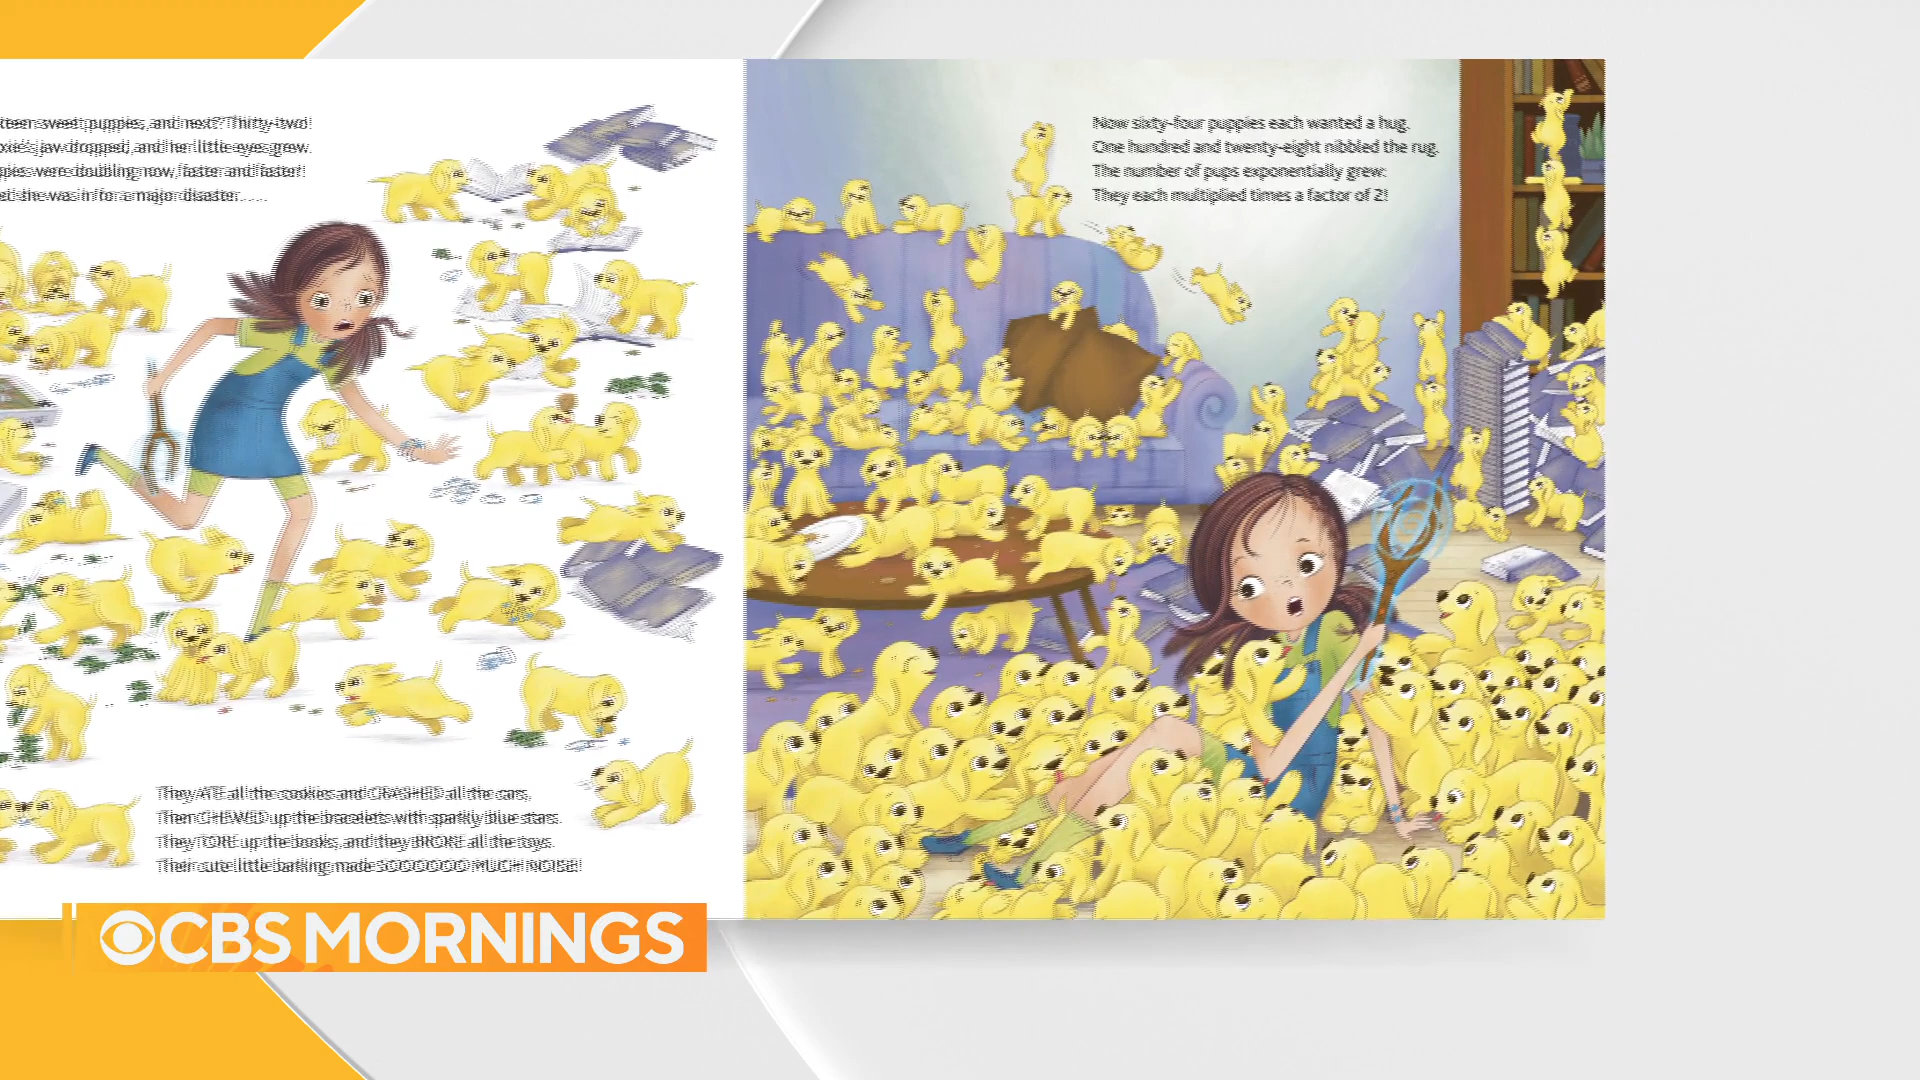 teen sweet puppies, and next? Thirty-two!
xie's jaw dropped, and her little eyes grew.
pies were doubling now, faster and faster!
ed she was in for a major disaster.....
They ATE all the cookies and CRASHED all the cars,
Then CHEWED up the bracelets with sparkly blue stars.
They TORE up the books, and they BROKE all the toys.
Their cute little barking made SOOOOOO MUCH NOISE!
Now sixty-four puppies each wanted a hug.
One hundred and twenty-eight nibbled the rug.
The number of pups exponentially grew:
They each multiplied times a factor of 2!
CBS MORNINGS